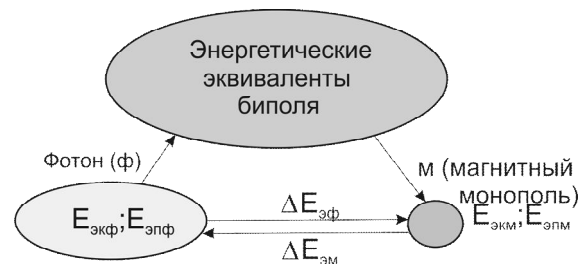 Энергетические
эквиваленты
биполя
Фотон (ф)
м (магнитный
монополь)
Eэкф;Eэпф
ΔEэф
Eэкм;Eэпм
ΔEэм